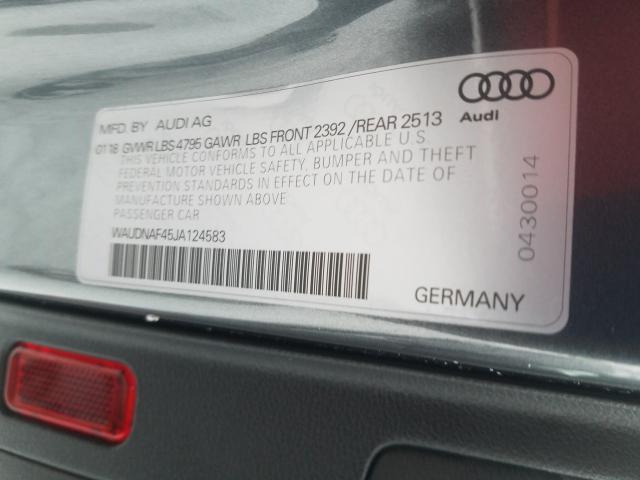 MFD. BY AUDI AG
01 18 GVWR LBS 4795 GAWR LBS FRONT 2392 /REAR 2513
THIS VEHICLE CONFORMS TO ALL APPLICABLE U.S
FEDERAL MOTOR VEHICLE SAFETY, BUMPER AND THEFT
PREVENTION STANDARDS IN EFFECT ON THE DATE OF
MANUFACTURE SHOWN ABOVE
PASSENGER CAR
WAUDNAF45JA124583
Audi
0430014
GERMANY